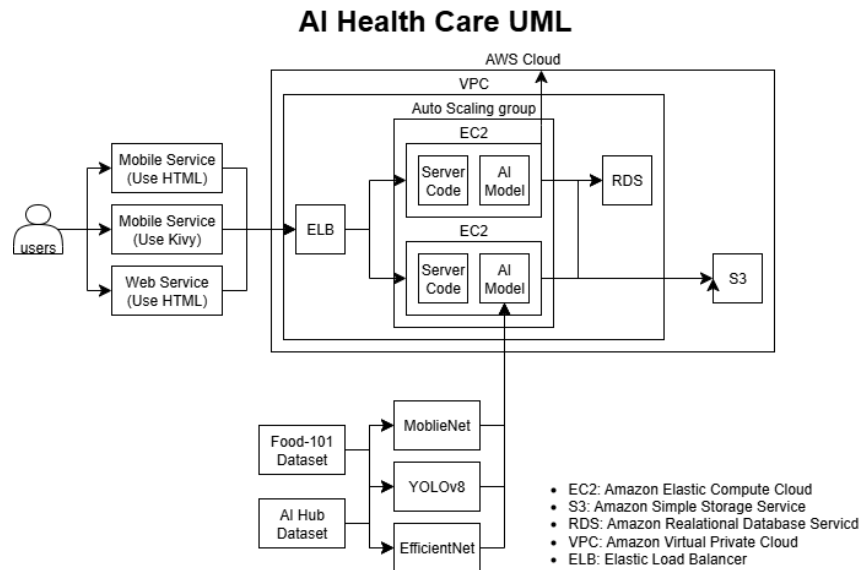 AI Health Care UML
AWS Cloud
VPC
Auto Scaling group
EC2
Mobile Service
(Use HTML)
Server
Code
AI
Model
RDS
users
Mobile Service
(Use Kivy)
ELB
EC2
Web Service
(Use HTML)
Server
Code
AI
Model
S3
Food-101
Dataset
MoblieNet
YOLOv8
AI Hub
Dataset
EfficientNet
• EC2: Amazon Elastic Compute Cloud
• S3: Amazon Simple Storage Service
• RDS: Amazon Realational Database Servicd
• VPC: Amazon Virtual Private Cloud
• ELB: Elastic Load Balancer